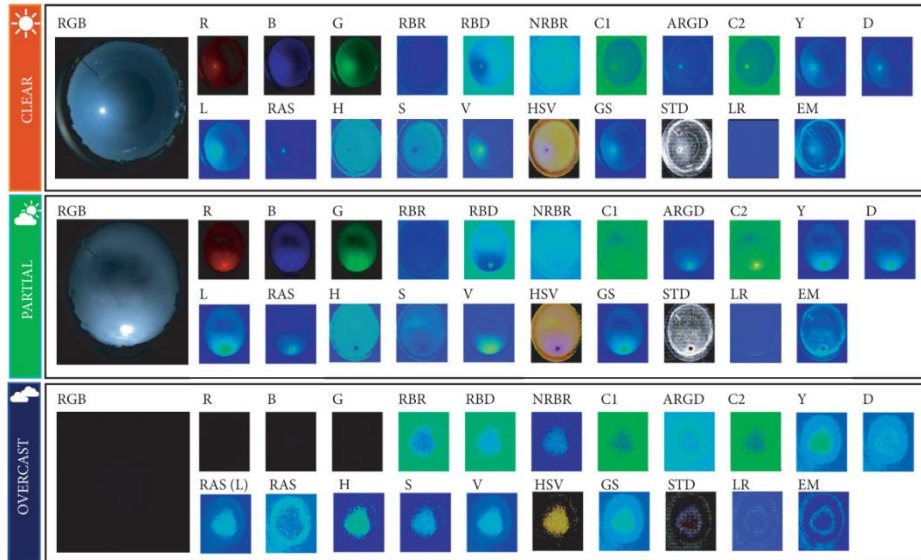 CLEAR
RGB R B G RBR RBD NRBR C1 ARGD C2 Y D
L RAS H S V HSV GS STD LR EM
PARTIAL
RGB R B G RBR RBD NRBR C1 ARGD C2 Y D
L RAS H S V HSV GS STD LR EM
OVERCAST
RGB R B G RBR RBD NRBR C1 ARGD C2 Y D
RAS (L) RAS H S V HSV GS STD LR EM